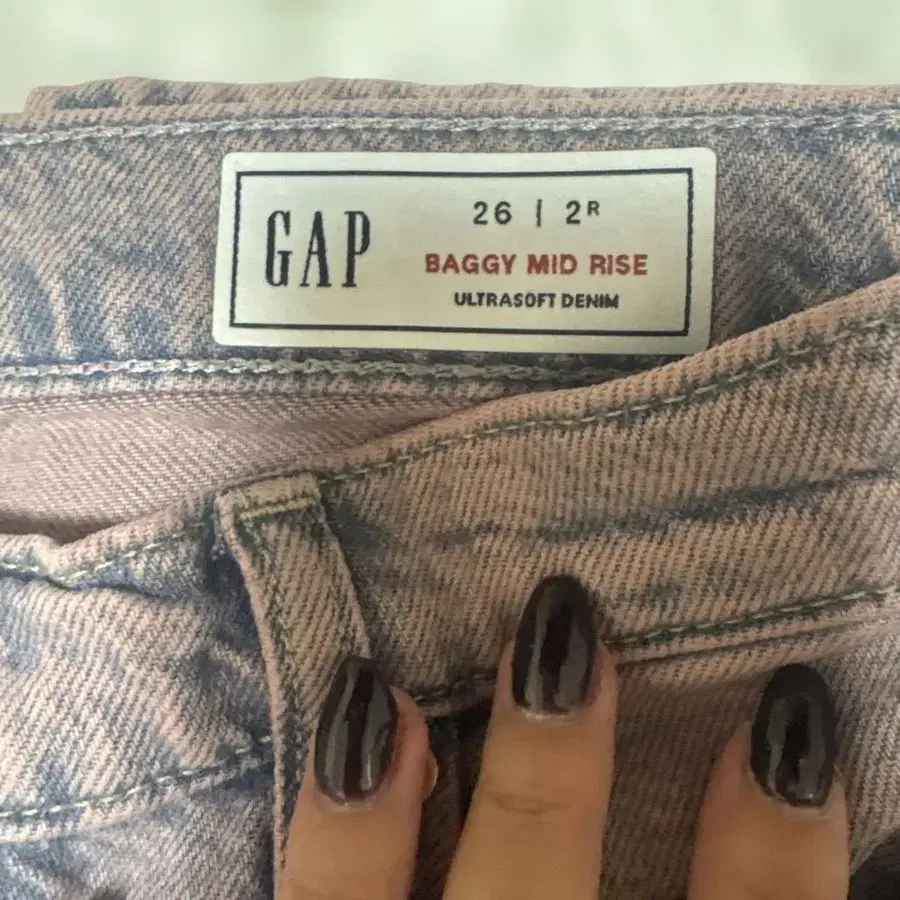 GAP
26 | 2R
BAGGY MID RISE
ULTRASOFT DENIM